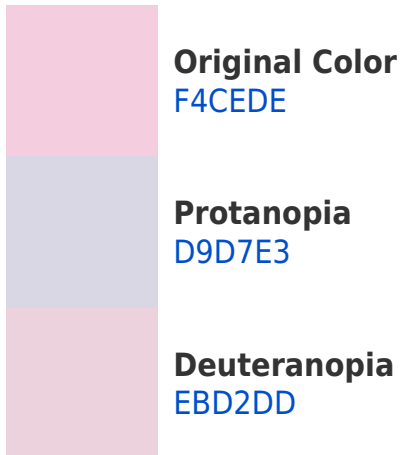 Original Color
F4CEDE
Protanopia
D9D7E3
Deuteranopia
EBD2DD